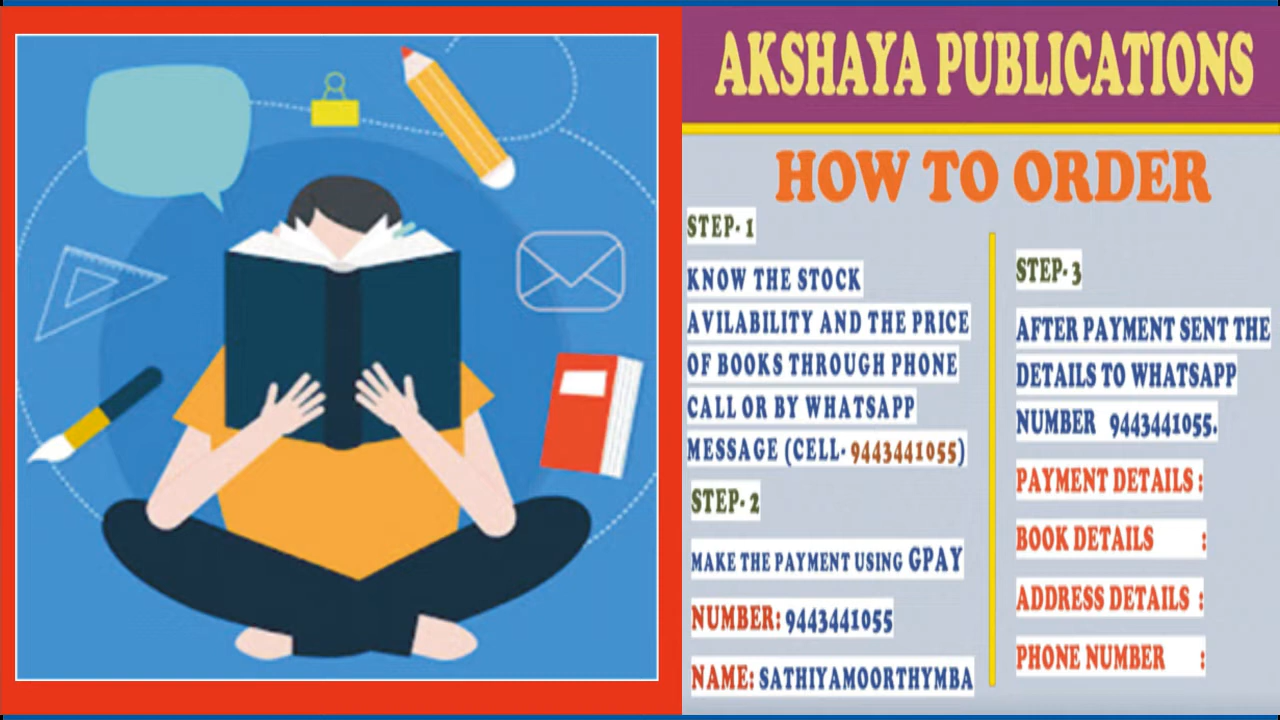 AKSHAYA PUBLICATIONS
HOW TO ORDER
STEP- 1
KNOW THE STOCK
AVILABILITY AND THE PRICE
OF BOOKS THROUGH PHONE
CALL OR BY WHATSAPP
MESSAGE (CELL- 9443441055)
STEP- 2
MAKE THE PAYMENT USING GPAY
NUMBER: 9443441055
NAME: SATHIYAMOORTHYMBA
STEP- 3
AFTER PAYMENT SENT THE
DETAILS TO WHATSAPP
NUMBER 9443441055.
PAYMENT DETAILS :
BOOK DETAILS :
ADDRESS DETAILS :
PHONE NUMBER :